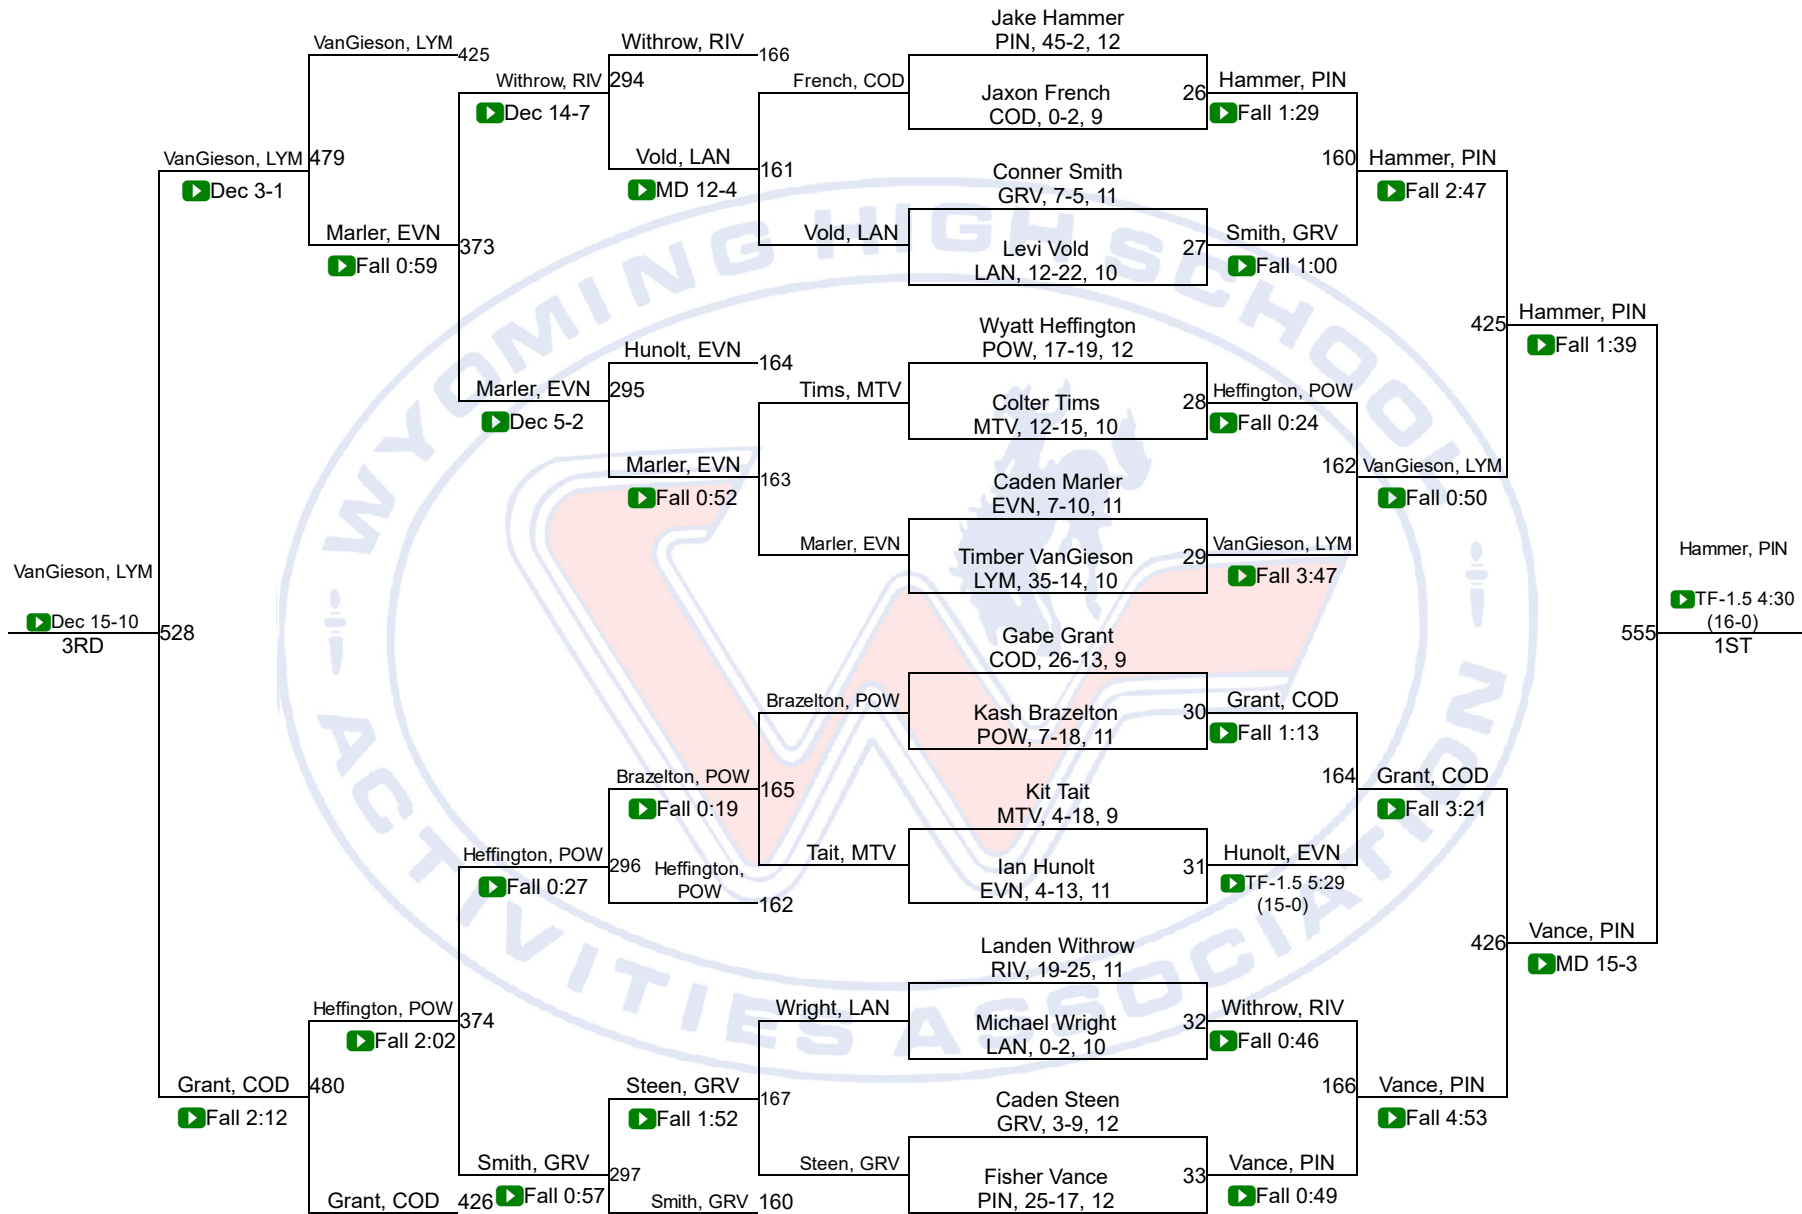 Jake Hammer
PIN, 45-2, 12
VanGieson, LYM
425
Withrow, RIV
166
Withrow, RIV
294
French, COD
Jaxon French
COD, 0-2, 9
26
Hammer, PIN
Fall 1:29
Dec 14-7
VanGieson, LYM
479
Dec 3-1
Vold, LAN
161
MD 12-4
Conner Smith
GRV, 7-5, 11
160
Hammer, PIN
Fall 2:47
Marler, EVN
373
Fall 0:59
Vold, LAN
Levi Vold
LAN, 12-22, 10
27
Smith, GRV
Fall 1:00
425
Hammer, PIN
Fall 1:39
Wyatt Heffington
POW, 17-19, 12
Hunolt, EVN
164
Marler, EVN
295
Dec 5-2
Tims, MTV
Colter Tims
MTV, 12-15, 10
28
Heffington, POW
Fall 0:24
Marler, EVN
163
Fall 0:52
Caden Marler
EVN, 7-10, 11
162
VanGieson, LYM
Fall 0:50
Marler, EVN
Timber VanGieson
LYM, 35-14, 10
29
VanGieson, LYM
Fall 3:47
VanGieson, LYM
Dec 15-10
528
3RD
Hammer, PIN
TF-1.5 4:30
(16-0)
555
1ST
Gabe Grant
COD, 26-13, 9
Brazelton, POW
Kash Brazelton
POW, 7-18, 11
30
Grant, COD
Fall 1:13
Brazelton, POW
165
Fall 0:19
Kit Tait
MTV, 4-18, 9
164
Grant, COD
Fall 3:21
Heffington, POW
296
Fall 0:27
Heffington,
POW
162
Tait, MTV
Ian Hunolt
EVN, 4-13, 11
31
Hunolt, EVN
TF-1.5 5:29
(15-0)
426
Vance, PIN
MD 15-3
Landen Withrow
RIV, 19-25, 11
Heffington, POW
374
Fall 2:02
Wright, LAN
Michael Wright
LAN, 0-2, 10
32
Withrow, RIV
Fall 0:46
Grant, COD
480
Fall 2:12
Steen, GRV
167
Fall 1:52
Caden Steen
GRV, 3-9, 12
166
Vance, PIN
Fall 4:53
Smith, GRV
297
Fall 0:57
Steen, GRV
Fisher Vance
PIN, 25-17, 12
33
Vance, PIN
Fall 0:49
Grant, COD
426
Smith, GRV
160
WYOMING HIGH SCHOOL
ACTIVITIES ASSOCIATION